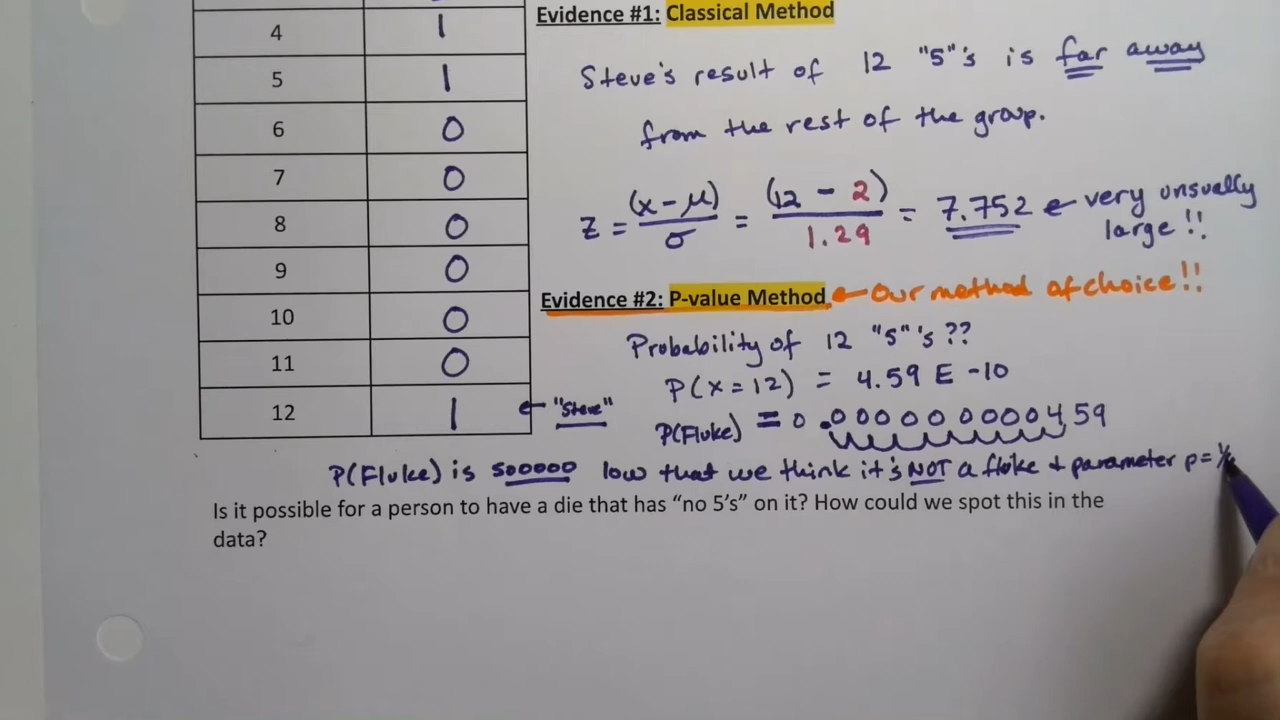 4 1
5 1
6 0
7 0
8 0
9 0
10 0
11 0
12 1 ← "Steve"
Evidence #1: Classical Method
Steve's result of 12 "5"'s is far away
from the rest of the group.
z = (x - μ) / σ = (12 - 2) / 1.29 = 7.752 ← very unsually
large!!
Evidence #2: P-value Method ← Our method of choice!!
Probability of 12 "5"'s ??
P(x=12) = 4.59 E -10
P(Fluke) = 0.000000000459
P(Fluke) is soooooo low that we think it's NOT a fluke + parameter p=1/
Is it possible for a person to have a die that has “no 5’s” on it? How could we spot this in the
data?